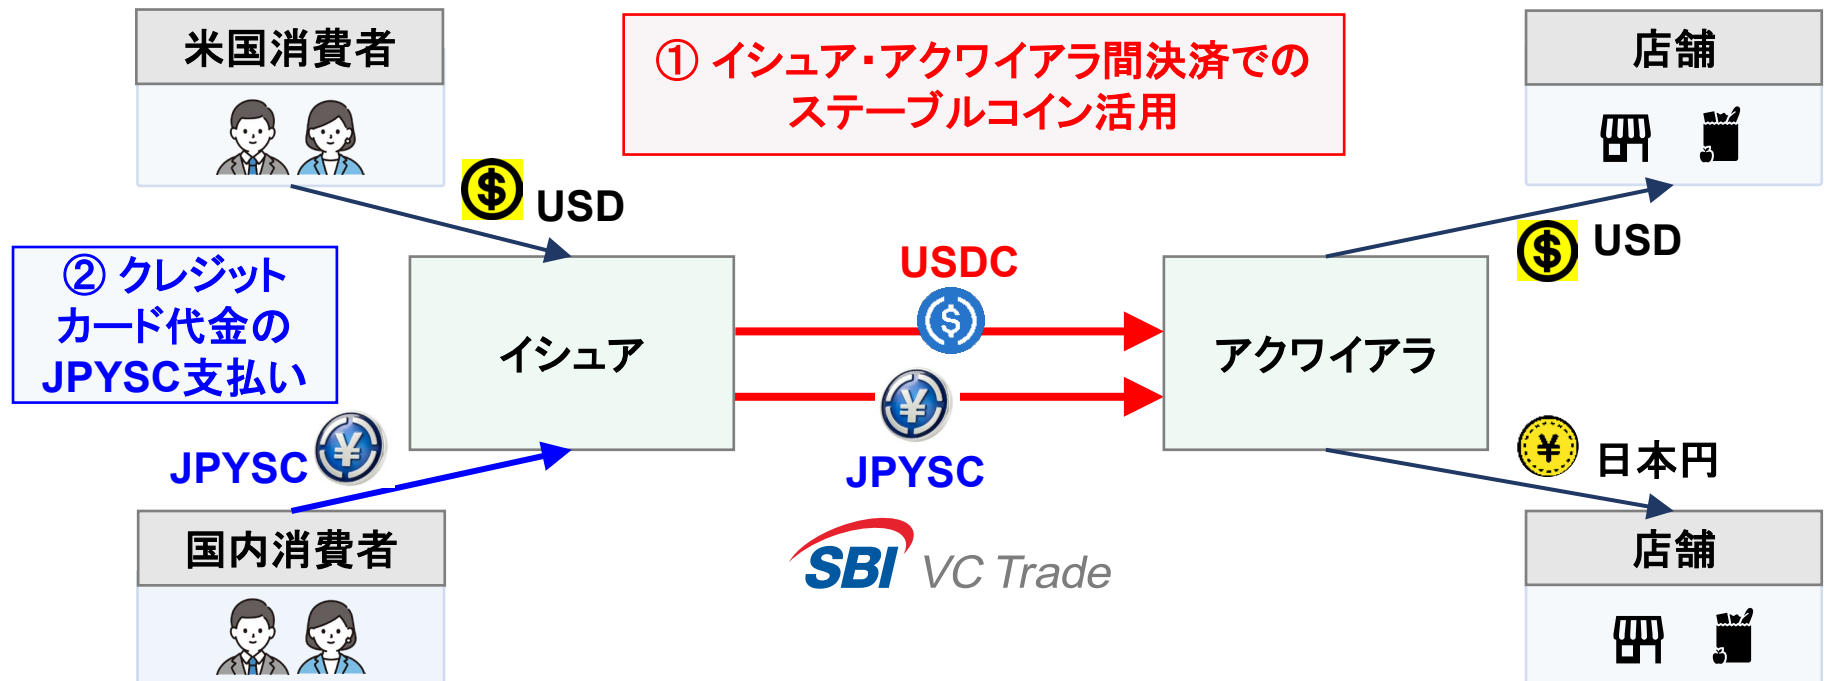 米国消費者
① イシュア・アクワイアラ間決済での
ステーブルコイン活用
店舗
USD
USD
② クレジット
カード代金の
JPYSC支払い
USDC
イシュア
アクワイアラ
JPYSC
JPYSC
日本円
国内消費者
SBI VC Trade
店舗